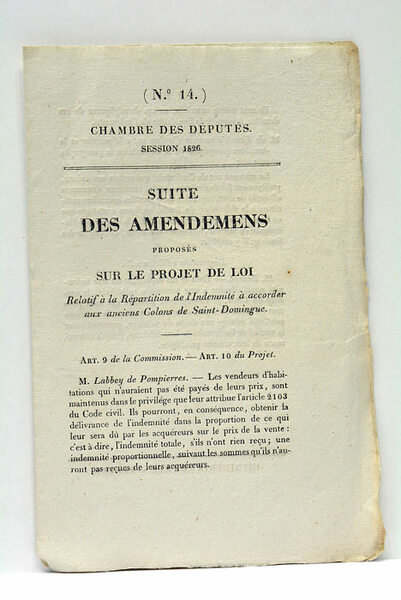 (N.º 14.)
CHAMBRE DES DÉPUTÉS.
SESSION 1826.
SUITE
DES AMENDEMENS
PROPOSÉS
SUR LE PROJET DE LOI
Relatif à la Répartition de l'Indemnité à accorder
aux anciens Colons de Saint-Domingue.
ART. 9 de la Commission. — ART. 10 du Projet.
M. Labbey de Pompierres. — Les vendeurs d'habi-
tations qui n'auraient pas été payés de leurs prix, sont
maintenus dans le privilége que leur attribue l'article 2103
du Code civil. Ils pourront, en conséquence, obtenir la
délivrance de l'indemnité dans la proportion de ce qui
leur sera dû par les acquéreurs sur le prix de la vente :
c'est à dire, l'indemnité totale, s'ils n'ont rien reçu; une
indemnité proportionnelle, suivant les sommes qu'ils n'au-
ront pas reçues de leurs acquéreurs.